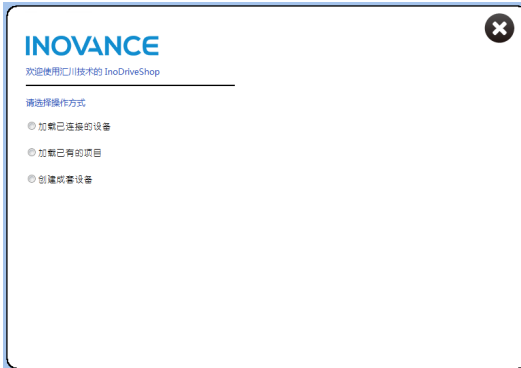 INOVANCE
欢迎使用汇川技术的 InoDriveShop
请选择操作方式
加载已连接的设备
加载已有的项目
创建成套设备